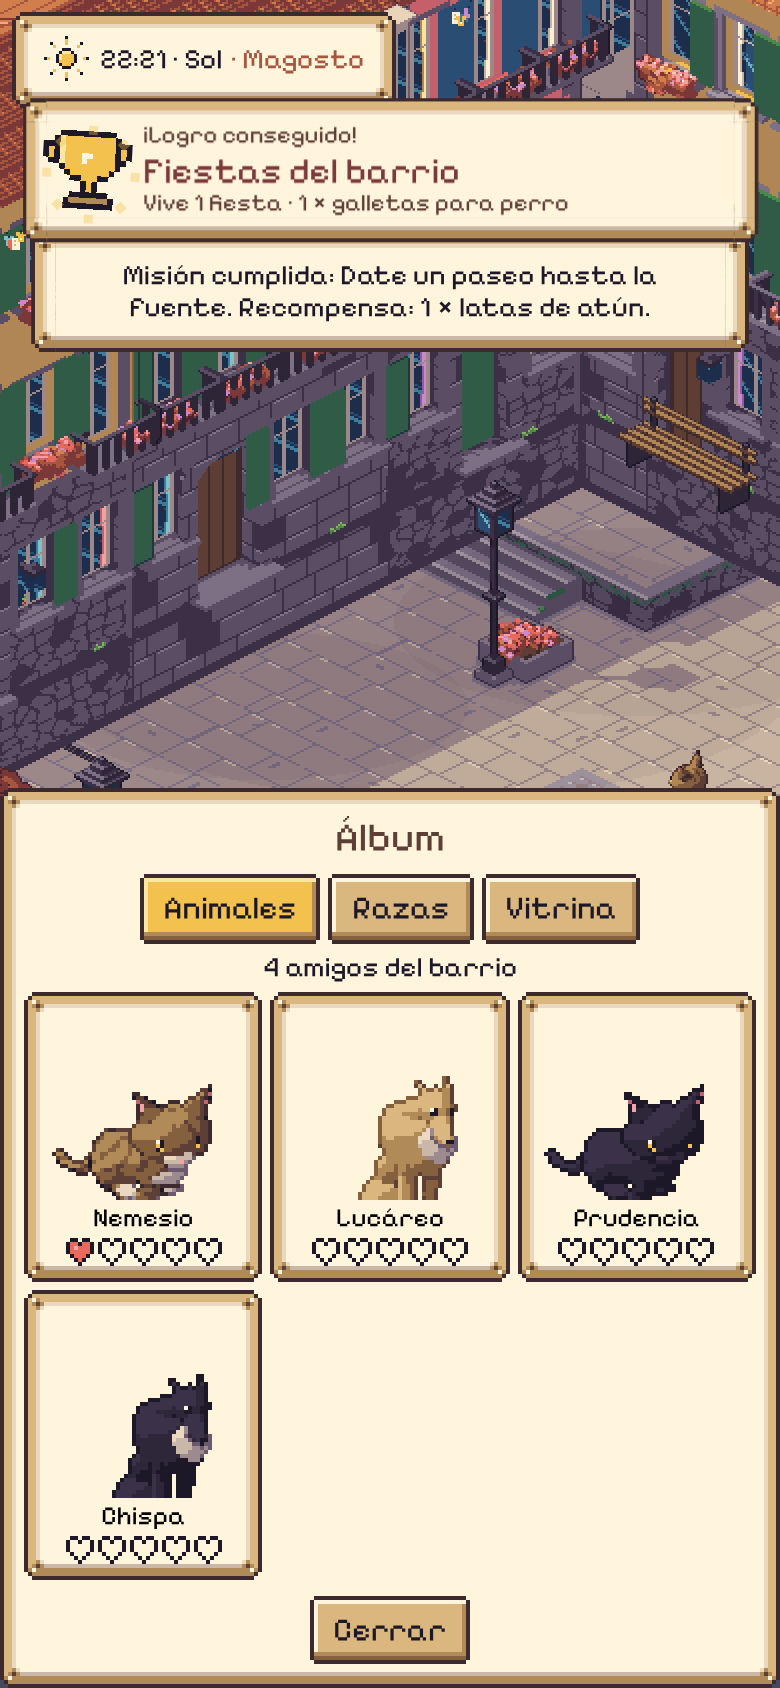 22:21 · Sol · Magosto
¡Logro conseguido!
Fiestas del barrio
Vive 1 fiesta · 1 × galletas para perro
Misión cumplida: Date un paseo hasta la
fuente. Recompensa: 1 × latas de atún.
Álbum
Animales Razas Vitrina
4 amigos del barrio
Nemesio Lucáreo Prudencia
Chispa
Cerrar